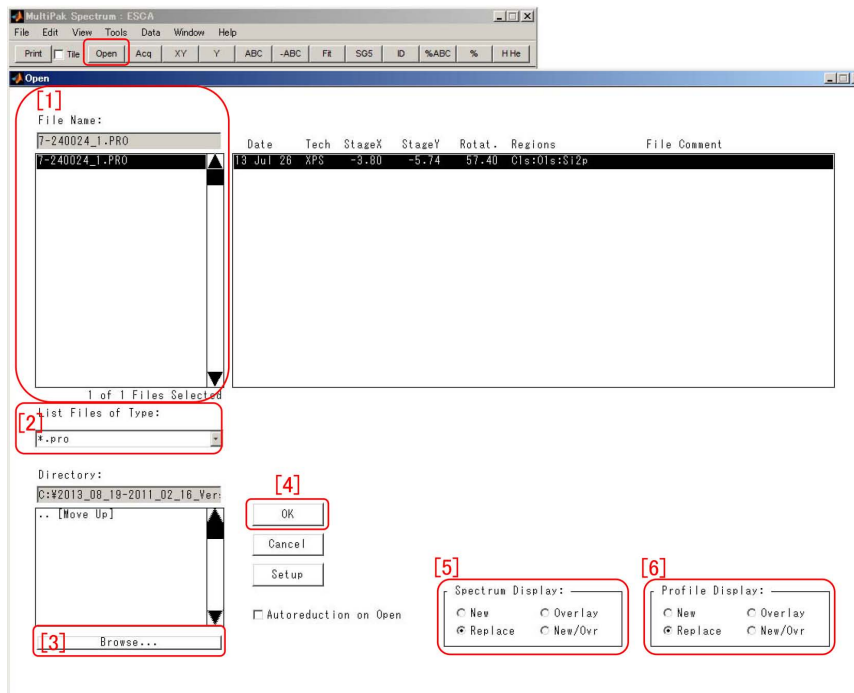 MultiPak Spectrum : ESCA
File Edit View Tools Data Window Help
Print Tile Open Acq XY Y ABC -ABC Fit SG5 ID %ABC % H He
Open
[1]
File Name:
7-240024_1.PRO
Date Tech StageX StageY Rotat. Regions File Comment
7-240024_1.PRO
13 Jul 26 XPS -3.80 -5.74 57.40 C1s:O1s:Si2p
1 of 1 Files Selected
[2]
List Files of Type:
*.pro
Directory:
C:¥2013_08_19-2011_02_16_Ver
.. [Move Up]
[3]
Browse...
[4]
OK
Cancel
Setup
Autoreduction on Open
[5]
Spectrum Display:
New Overlay
Replace New/Ovr
[6]
Profile Display:
New Overlay
Replace New/Ovr